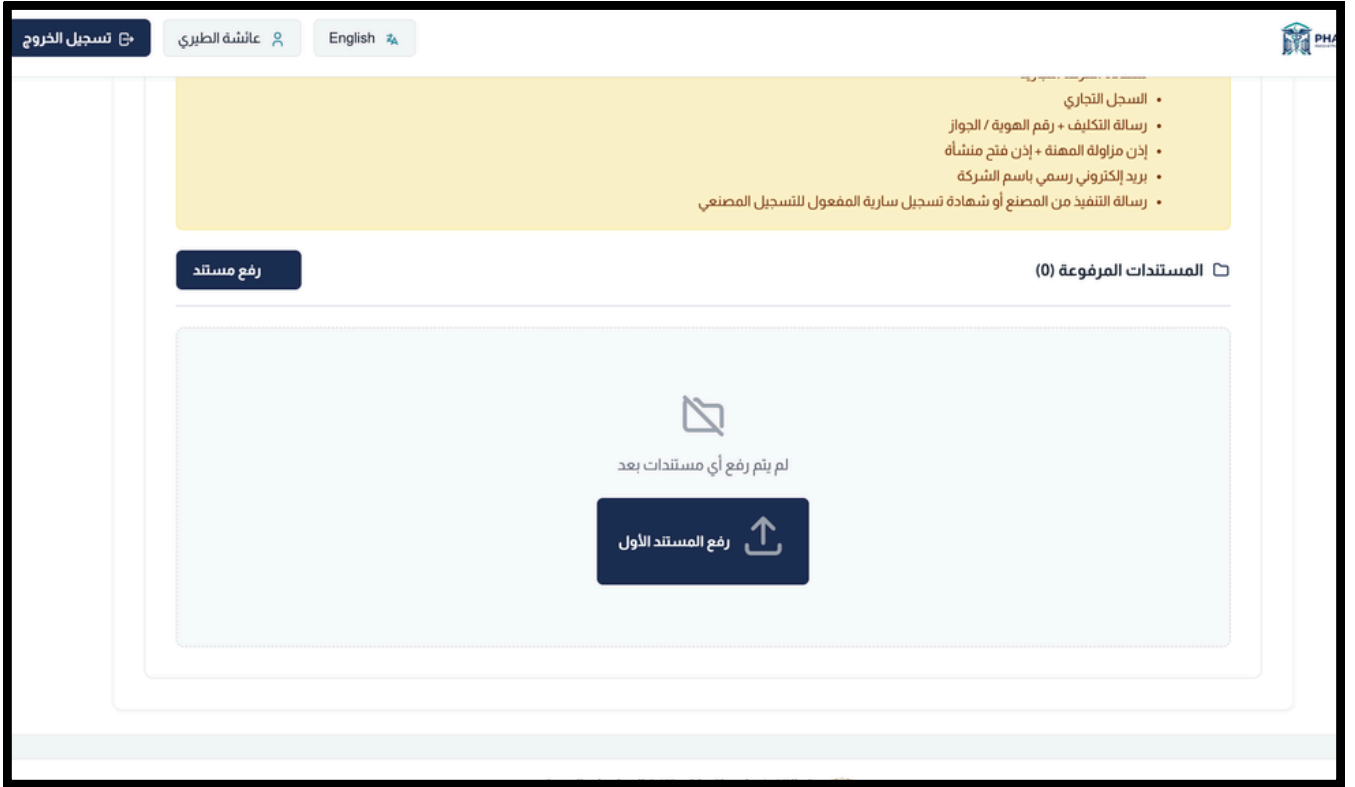 PHA
English
عائشة الطيري
تسجيل الخروج
السجل التجاري
رسالة التكليف + رقم الهوية / الجواز
إذن مزاولة المهنة + إذن فتح منشأة
بريد إلكتروني رسمي باسم الشركة
رسالة التنفيذ من المصنع أو شهادة تسجيل سارية المفعول للتسجيل المصنعي
المستندات المرفوعة (0)
رفع مستند
لم يتم رفع أي مستندات بعد
رفع المستند الأول